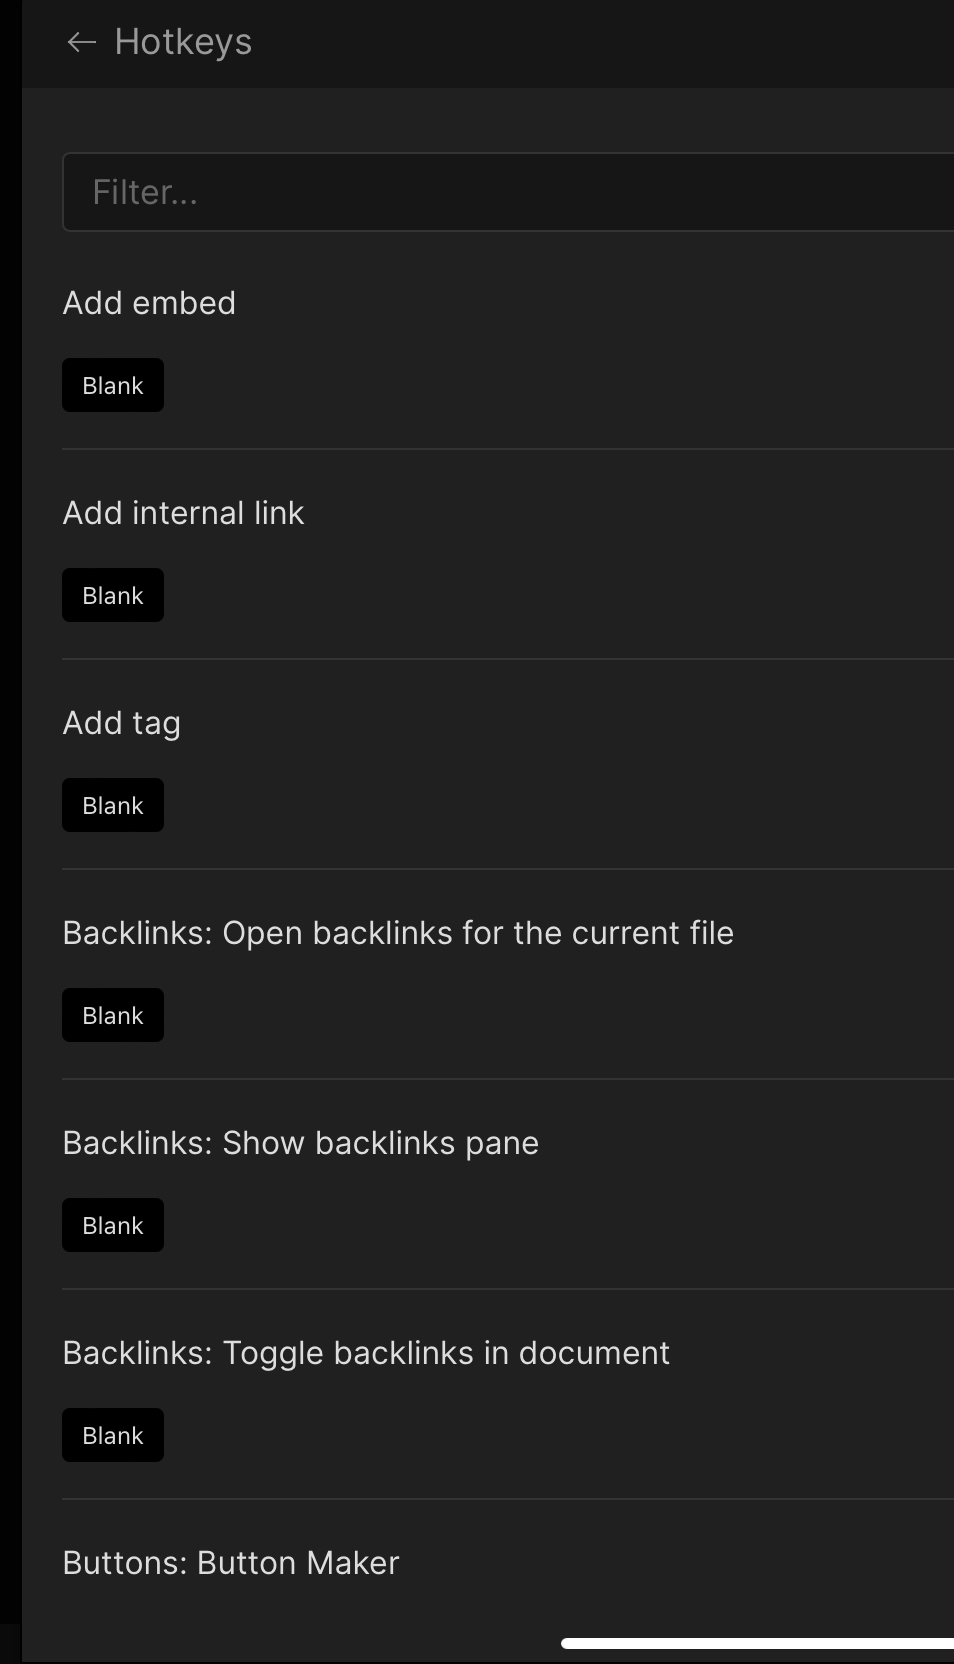 Hotkeys
Filter...
Add embed
Blank
Add internal link
Blank
Add tag
Blank
Backlinks: Open backlinks for the current file
Blank
Backlinks: Show backlinks pane
Blank
Backlinks: Toggle backlinks in document
Blank
Buttons: Button Maker